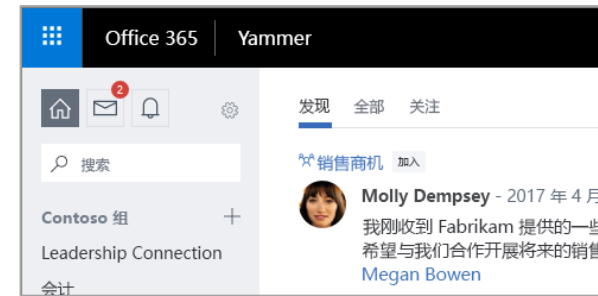 Office 365 Yammer
2
发现 全部 关注
搜索
销售商机 加入
Contoso 组
Molly Dempsey - 2017 年 4 月
我刚收到 Fabrikam 提供的一些
Leadership Connection
希望与我们合作开展将来的销售
Megan Bowen
会计